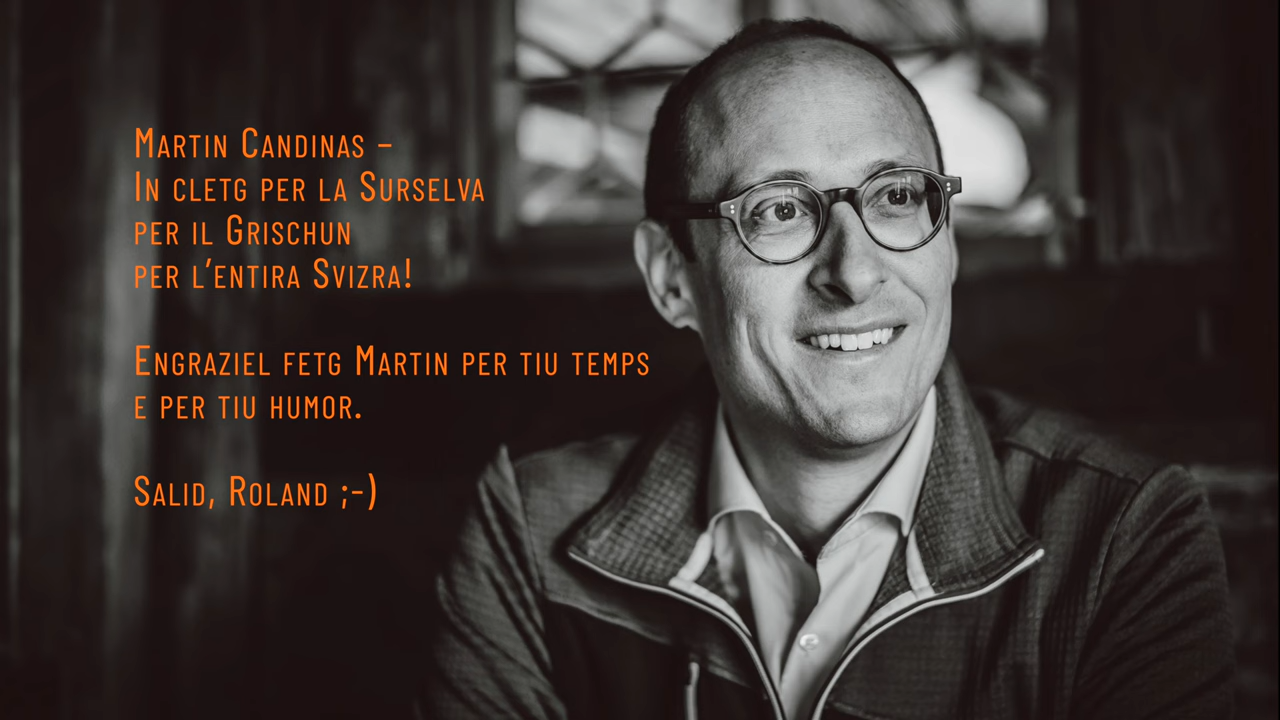 Martin Candinas –
In cletg per la Surselva
per il Grischun
per l’entira Svizra!
Engraziel fetg Martin per tiu temps
e per tiu humor.
Salid, Roland ;-)